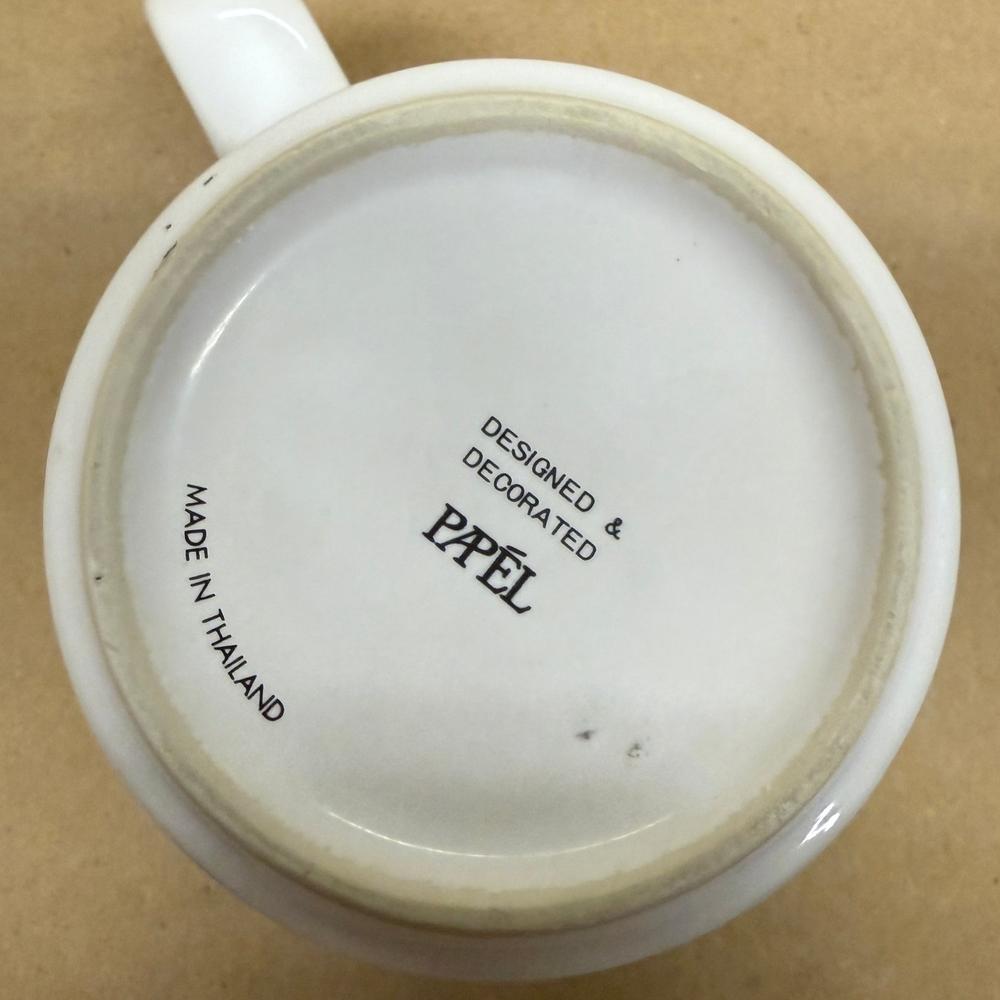 DESIGNED &
DECORATED
PAPÉL
MADE IN THAILAND